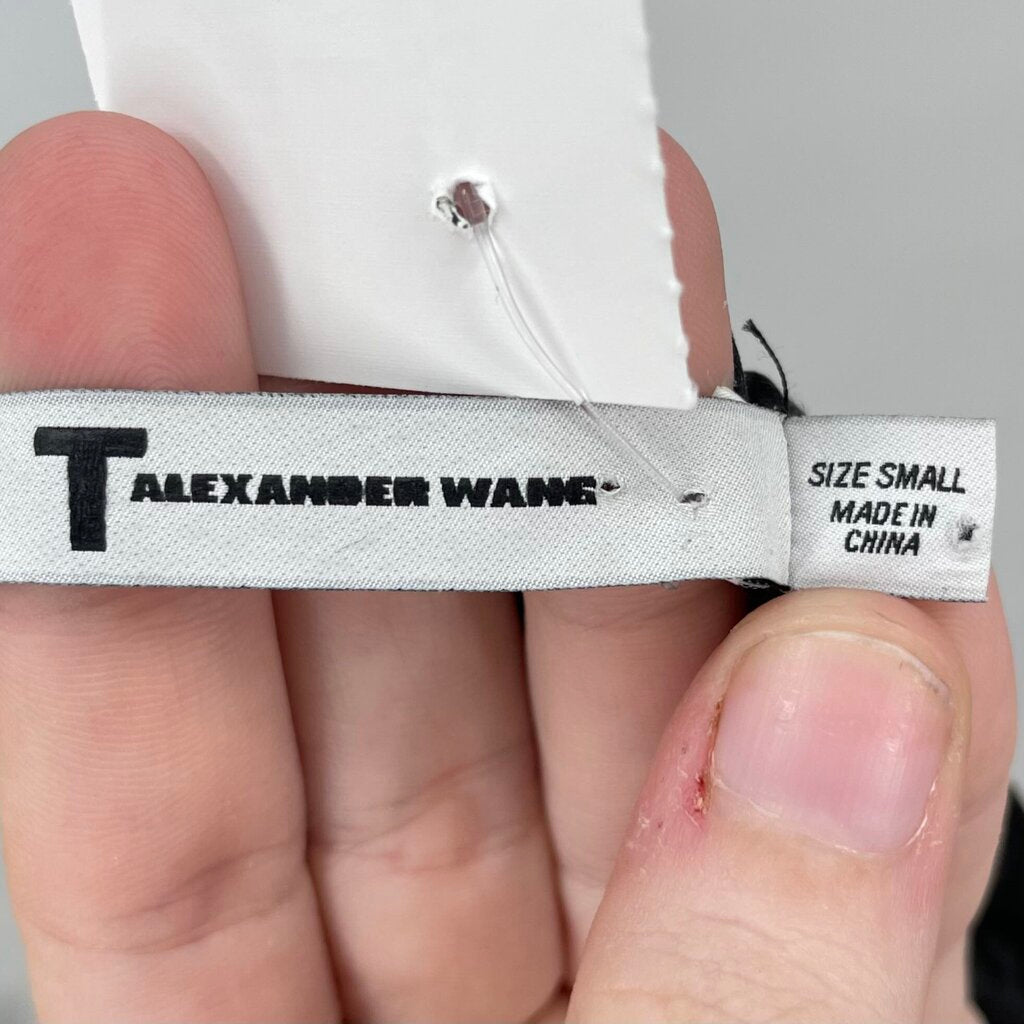 T ALEXANDER WANG
SIZE SMALL
MADE IN
CHINA